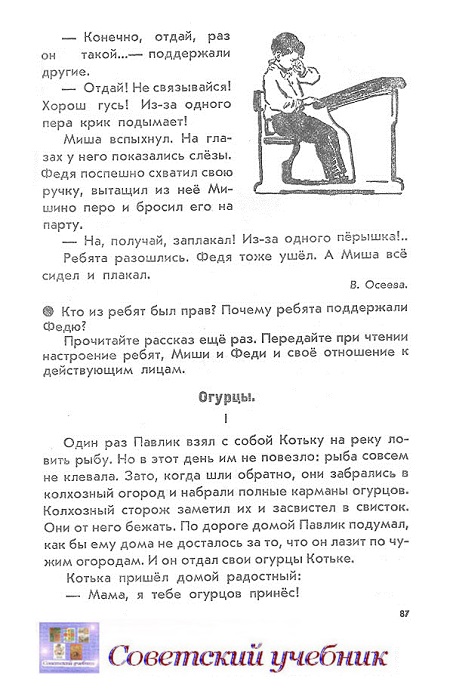 — Конечно, отдай, раз
он такой...— поддержали
другие.
— Отдай! Не связывайся!
Хорош гусь! Из-за одного
пера крик подымает!
Миша вспыхнул. На гла-
зах у него показались слёзы.
Федя поспешно схватил свою
ручку, вытащил из неё Ми-
шино перо и бросил его на
парту.
— На, получай, заплакал! Из-за одного пёрышка!..
Ребята разошлись. Федя тоже ушёл. А Миша всё
сидел и плакал.
В. Осеева.
Кто из ребят был прав? Почему ребята поддержали
Федю?
Прочитайте рассказ ещё раз. Передайте при чтении
настроение ребят, Миши и Феди и своё отношение к
действующим лицам.
Огурцы.
I
Один раз Павлик взял с собой Котьку на реку ло-
вить рыбу. Но в этот день им не повезло: рыба совсем
не клевала. Зато, когда шли обратно, они забрались в
колхозный огород и набрали полные карманы огурцов.
Колхозный сторож заметил их и засвистел в свисток.
Они от него бежать. По дороге домой Павлик подумал,
как бы ему дома не досталось за то, что он лазит по чу-
жим огородам. И он отдал свои огурцы Котьке.
Котька пришёл домой радостный:
— Мама, я тебе огурцов принёс!
87
Советский учебник
Советский учебник